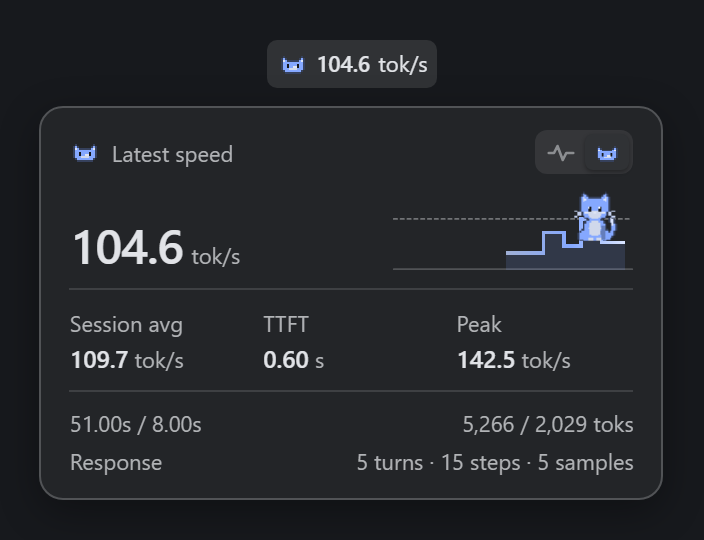 104.6 tok/s
Latest speed
104.6 tok/s
Session avg TTFT Peak
109.7 tok/s 0.60 s 142.5 tok/s
51.00s / 8.00s 5,266 / 2,029 toks
Response 5 turns · 15 steps · 5 samples